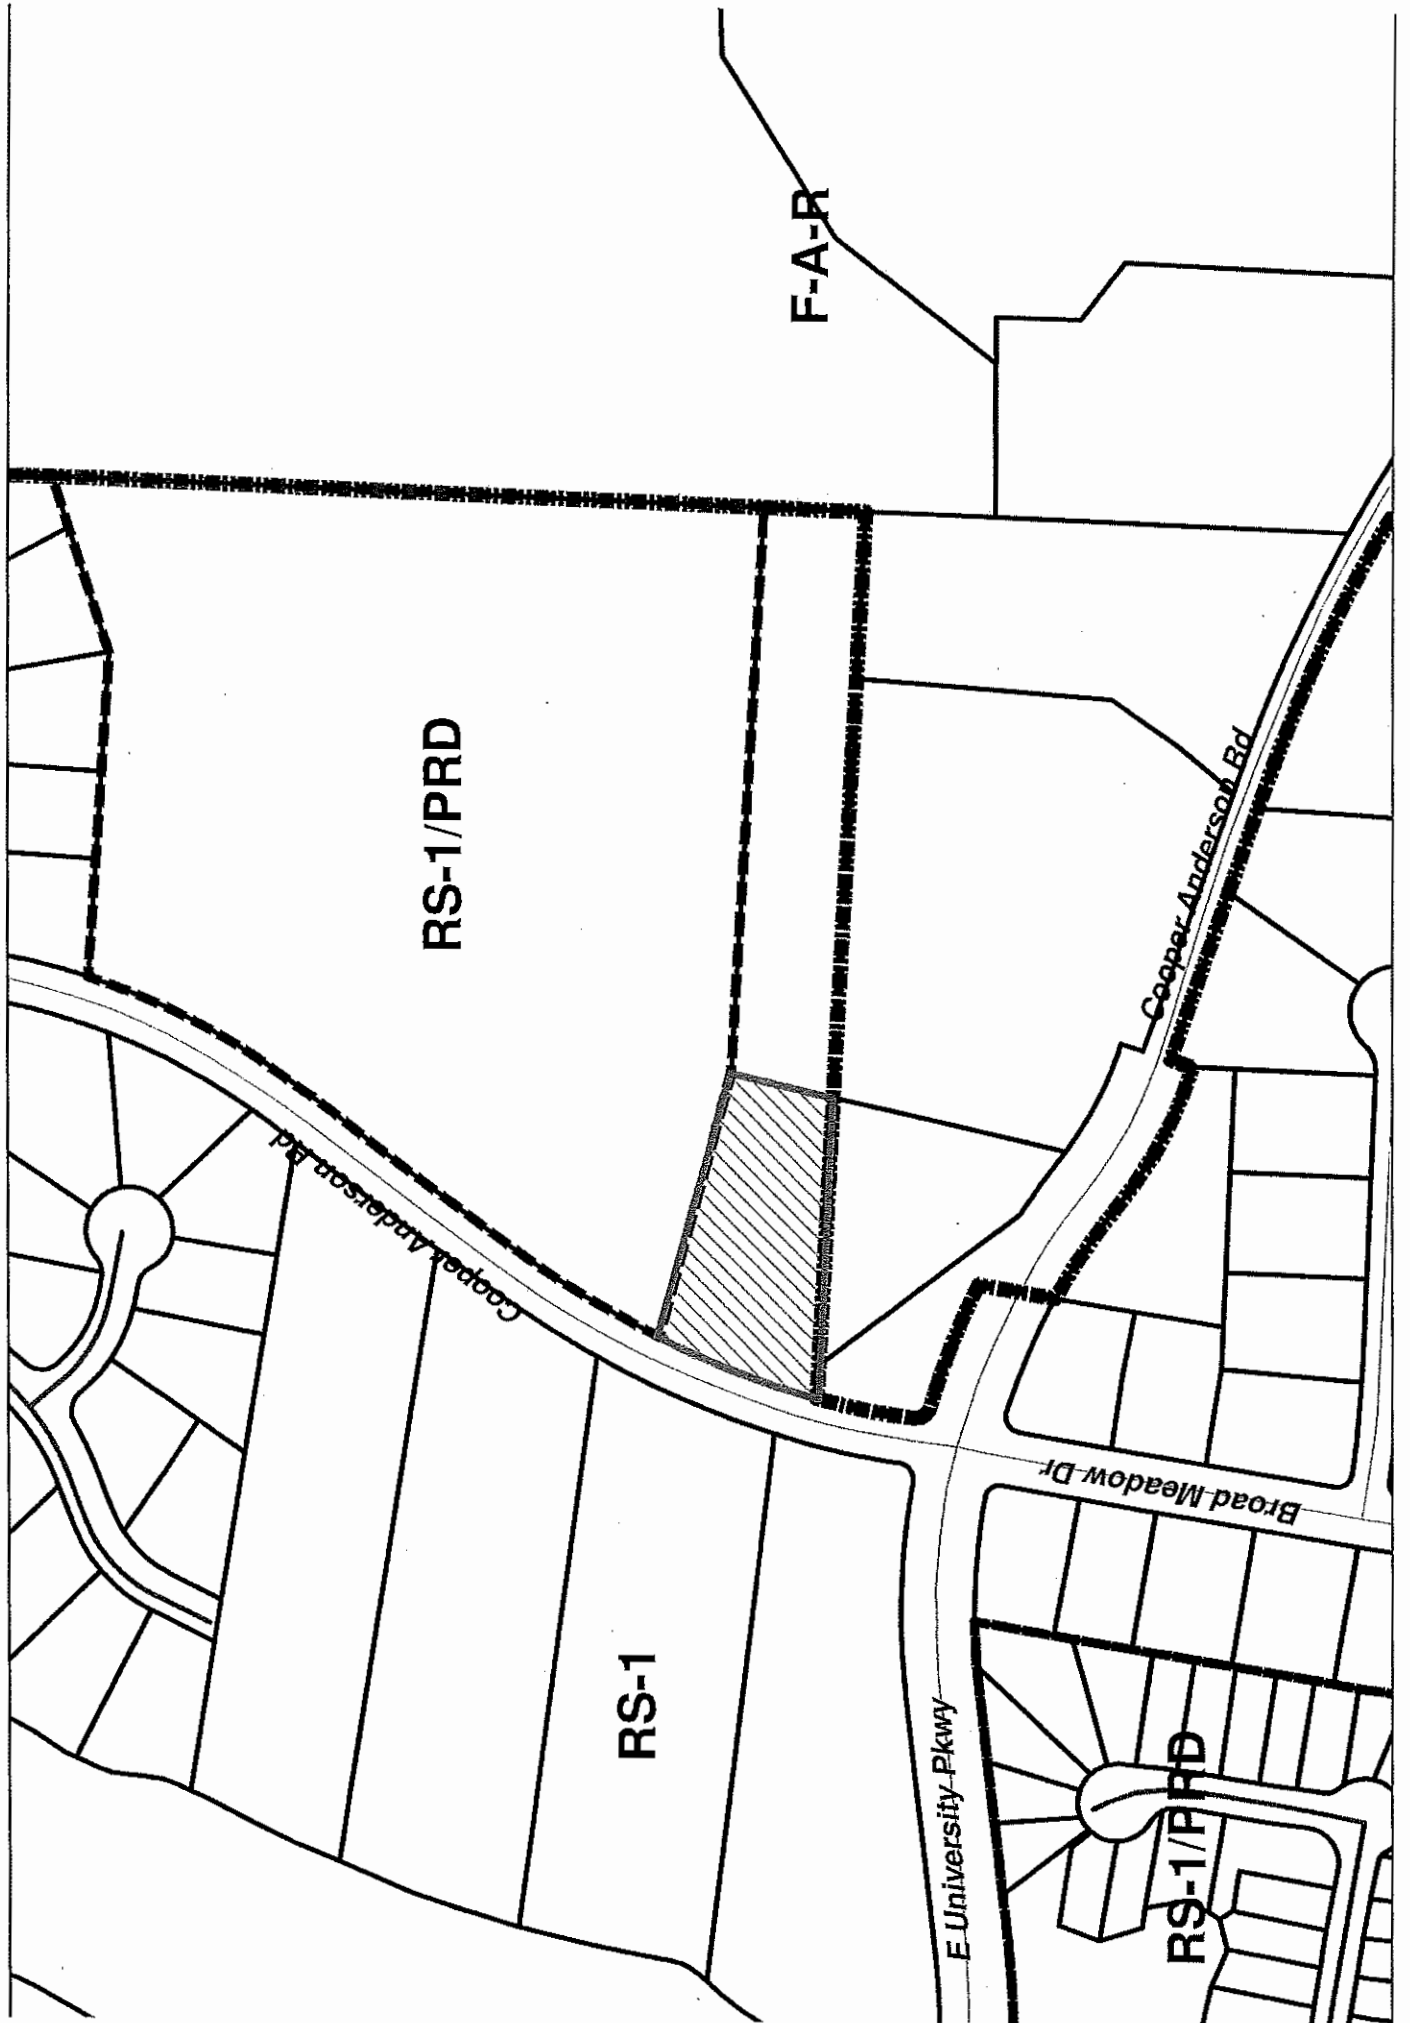 F-A-R
RS-1/PRD
Cooper Anderson Rd
Cooper Anderson Rd
Broad Meadow Dr
RS-1
E University Pkwy
RS-1/PRD